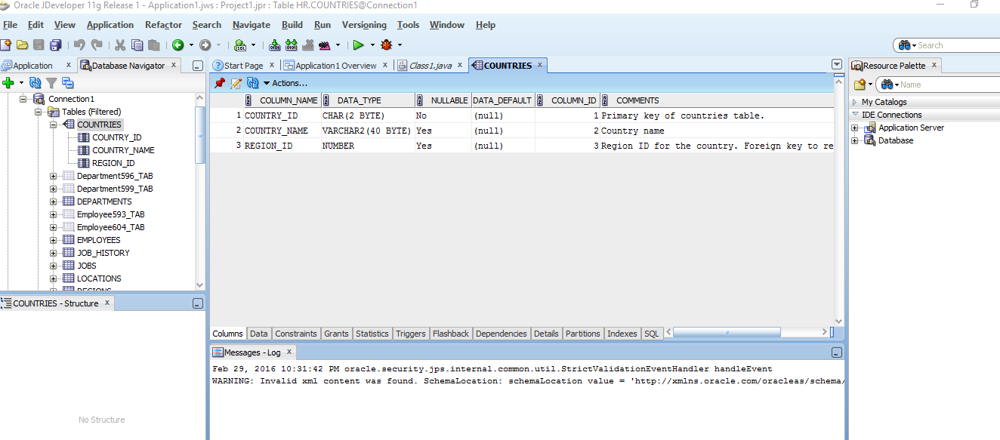 Oracle JDeveloper 11g Release 1 - Application1.jws : Project1.jpr : Table HR.COUNTRIES@Connection1
File Edit View Application Refactor Search Navigate Build Run Versioning Tools Window Help
Search
Application x Database Navigator x
Start Page x Application1 Overview x Class1.java x COUNTRIES x
Resource Palette x
Actions...
Name
Connection1
Tables (Filtered)
COUNTRIES
COUNTRY_ID
COUNTRY_NAME
REGION_ID
Department596_TAB
Department599_TAB
DEPARTMENTS
Employee593_TAB
Employee604_TAB
EMPLOYEES
JOB_HISTORY
JOBS
LOCATIONS
REGIONS
COLUMN_NAME DATA_TYPE NULLABLE DATA_DEFAULT COLUMN_ID COMMENTS
1 COUNTRY_ID CHAR(2 BYTE) No (null) 1 Primary key of countries table.
2 COUNTRY_NAME VARCHAR2(40 BYTE) Yes (null) 2 Country name
3 REGION_ID NUMBER Yes (null) 3 Region ID for the country. Foreign key to re
My Catalogs
IDE Connections
Application Server
Database
COUNTRIES - Structure x
No Structure
Columns Data Constraints Grants Statistics Triggers Flashback Dependencies Details Partitions Indexes SQL
Messages - Log x
Feb 29, 2016 10:31:42 PM oracle.security.jps.internal.common.util.StrictValidationEventHandler handleEvent
WARNING: Invalid xml content was found. SchemaLocation: schemaLocation value = 'http://xmlns.oracle.com/oracleas/schema/